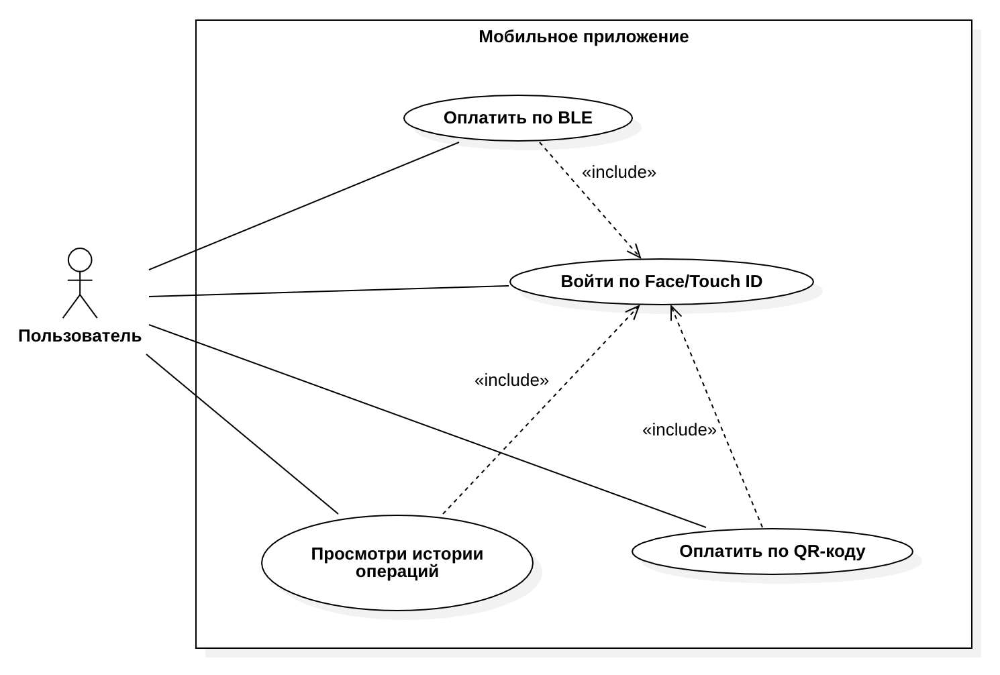 Мобильное приложение
Оплатить по BLE
«include»
Войти по Face/Touch ID
Пользователь
«include»
«include»
Просмотри истории
операций
Оплатить по QR-коду